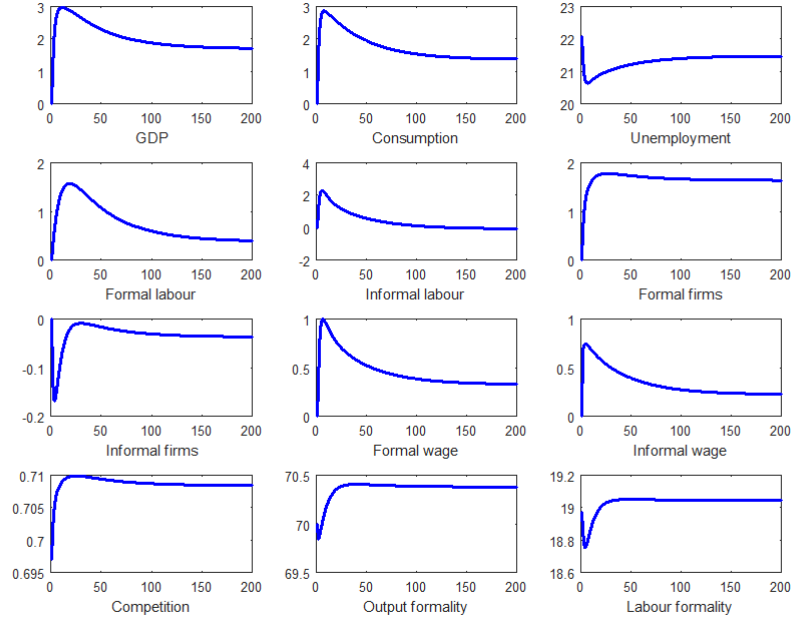 3 3 23
2 2 22
1 1 21
0 0 20
0 50 100 150 200 0 50 100 150 200 0 50 100 150 200
GDP Consumption Unemployment
2 4 2
2
1 1
0
0 -2 0
0 50 100 150 200 0 50 100 150 200 0 50 100 150 200
Formal labour Informal labour Formal firms
0 1 1
-0.1 0.5 0.5
-0.2 0 0
0 50 100 150 200 0 50 100 150 200 0 50 100 150 200
Informal firms Formal wage Informal wage
0.71 70.5 19.2
0.705 19
70
0.7 18.8
0.695 69.5 18.6
0 50 100 150 200 0 50 100 150 200 0 50 100 150 200
Competition Output formality Labour formality